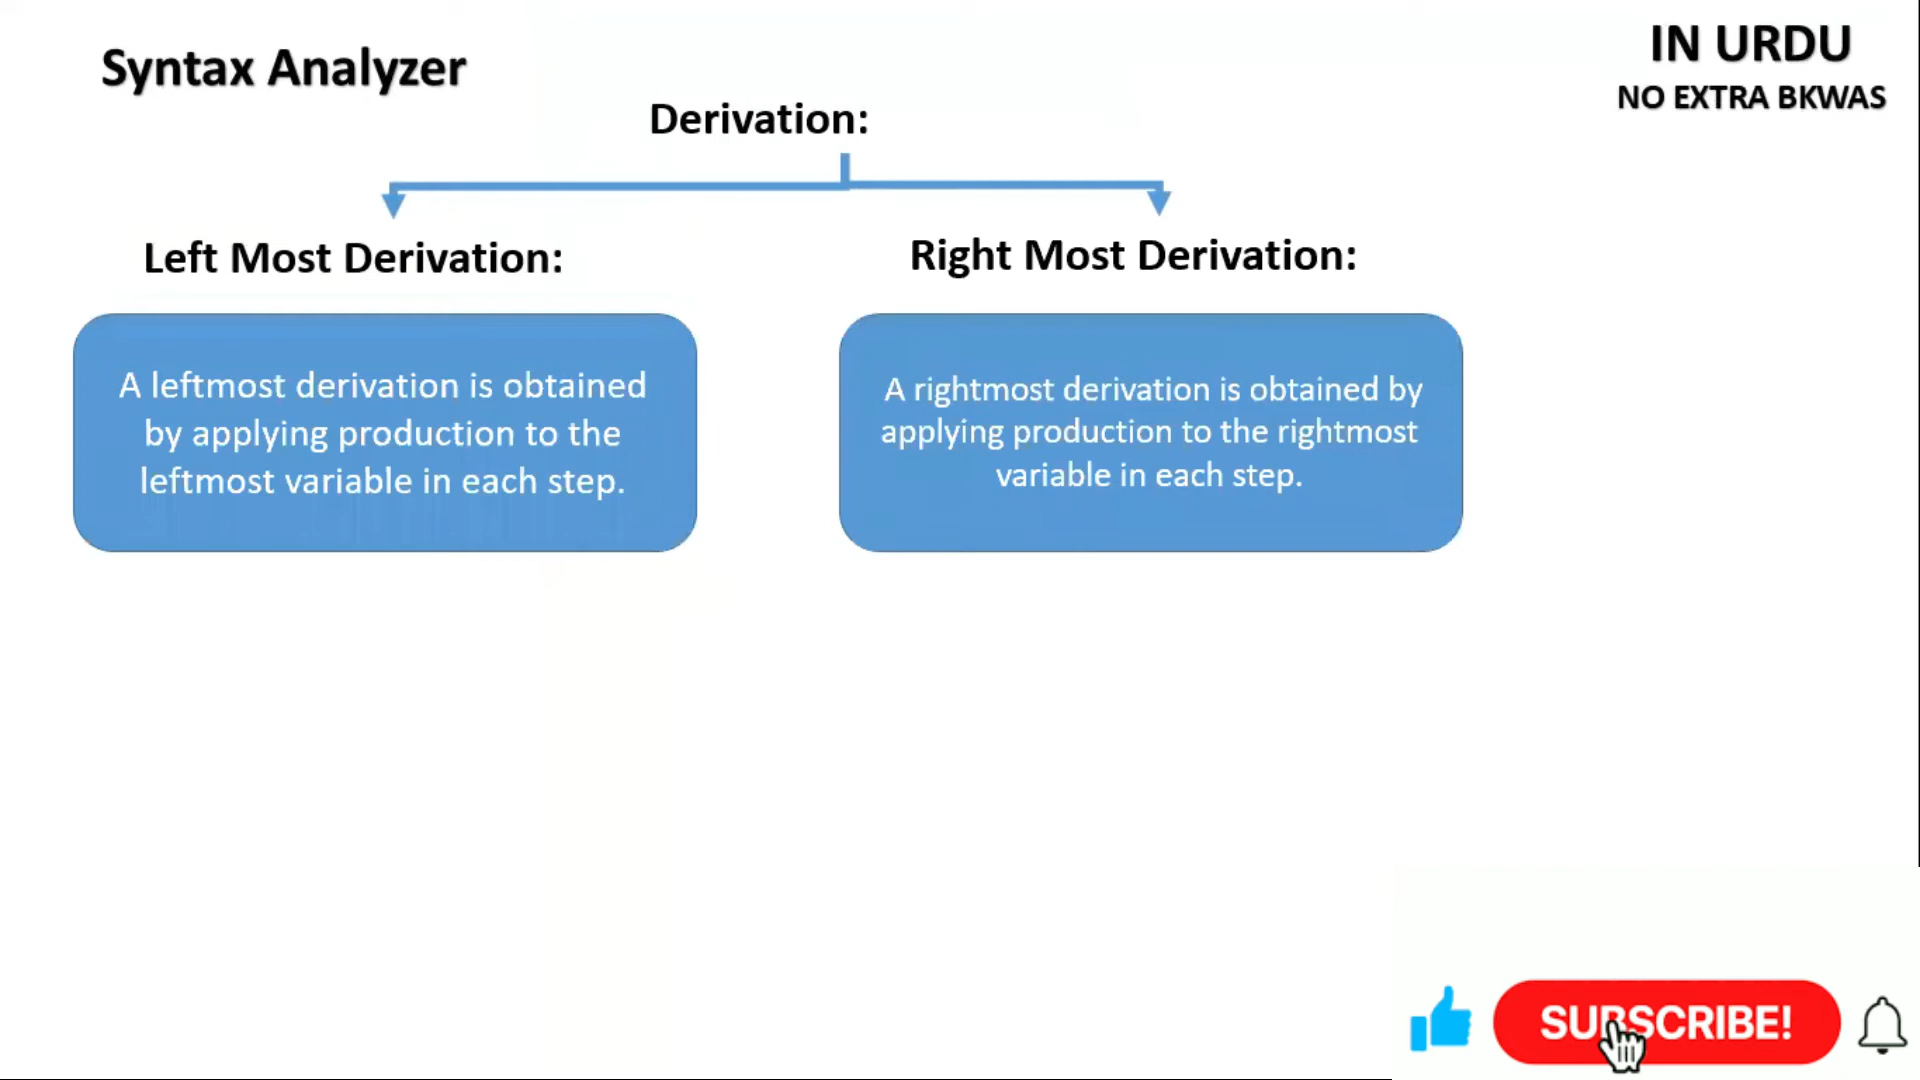 Syntax Analyzer
IN URDU
NO EXTRA BKWAS
Derivation:
Left Most Derivation:
Right Most Derivation:
A leftmost derivation is obtained
by applying production to the
leftmost variable in each step.
A rightmost derivation is obtained by
applying production to the rightmost
variable in each step.
SUBSCRIBE!